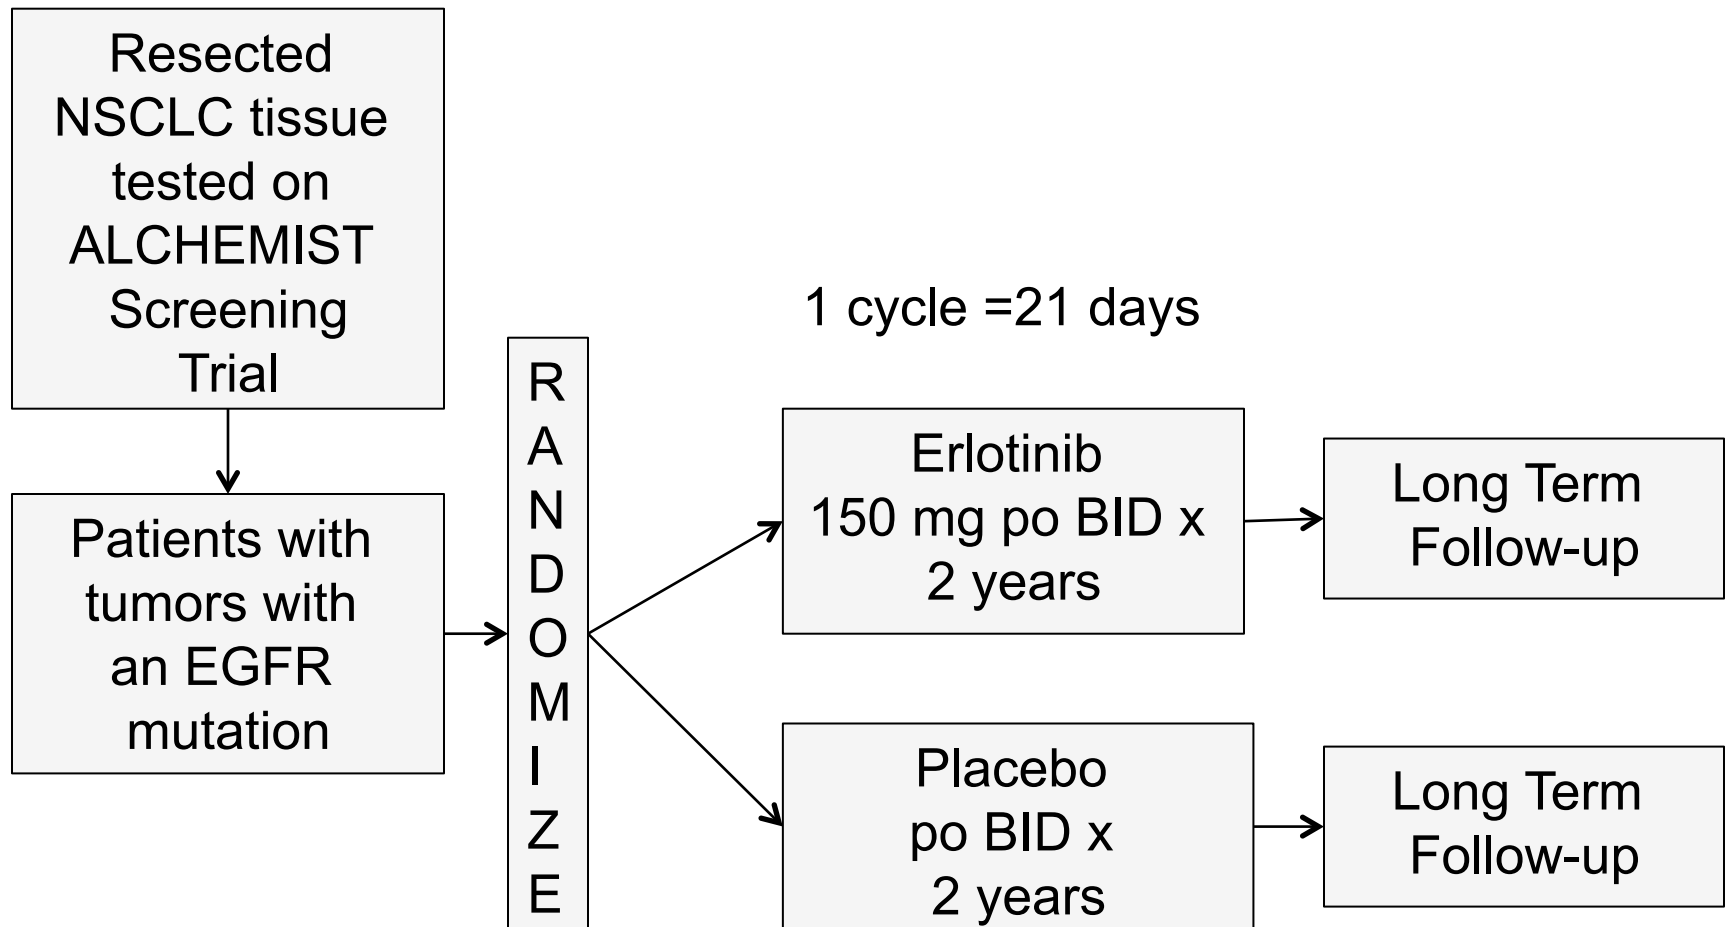 Resected
NSCLC tissue
tested on
ALCHEMIST
Screening
Trial
Patients with
tumors with
an EGFR
mutation
R
A
N
D
O
M
I
Z
E
1 cycle =21 days
Erlotinib
150 mg po BID x
2 years
Long Term
Follow-up
Placebo
po BID x
2 years
Long Term
Follow-up